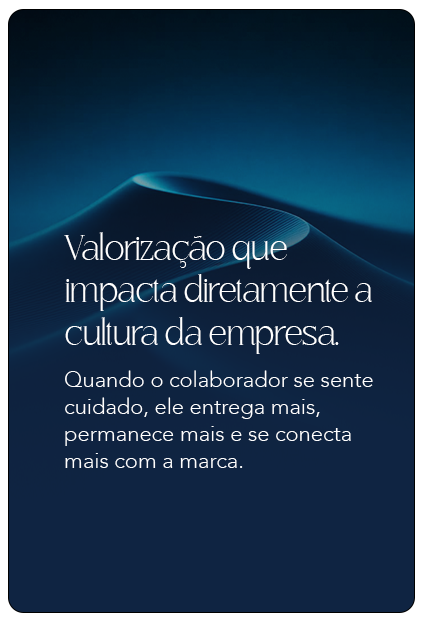 Valorização que
impacta diretamente a
cultura da empresa.
Quando o colaborador se sente
cuidado, ele entrega mais,
permanece mais e se conecta
mais com a marca.